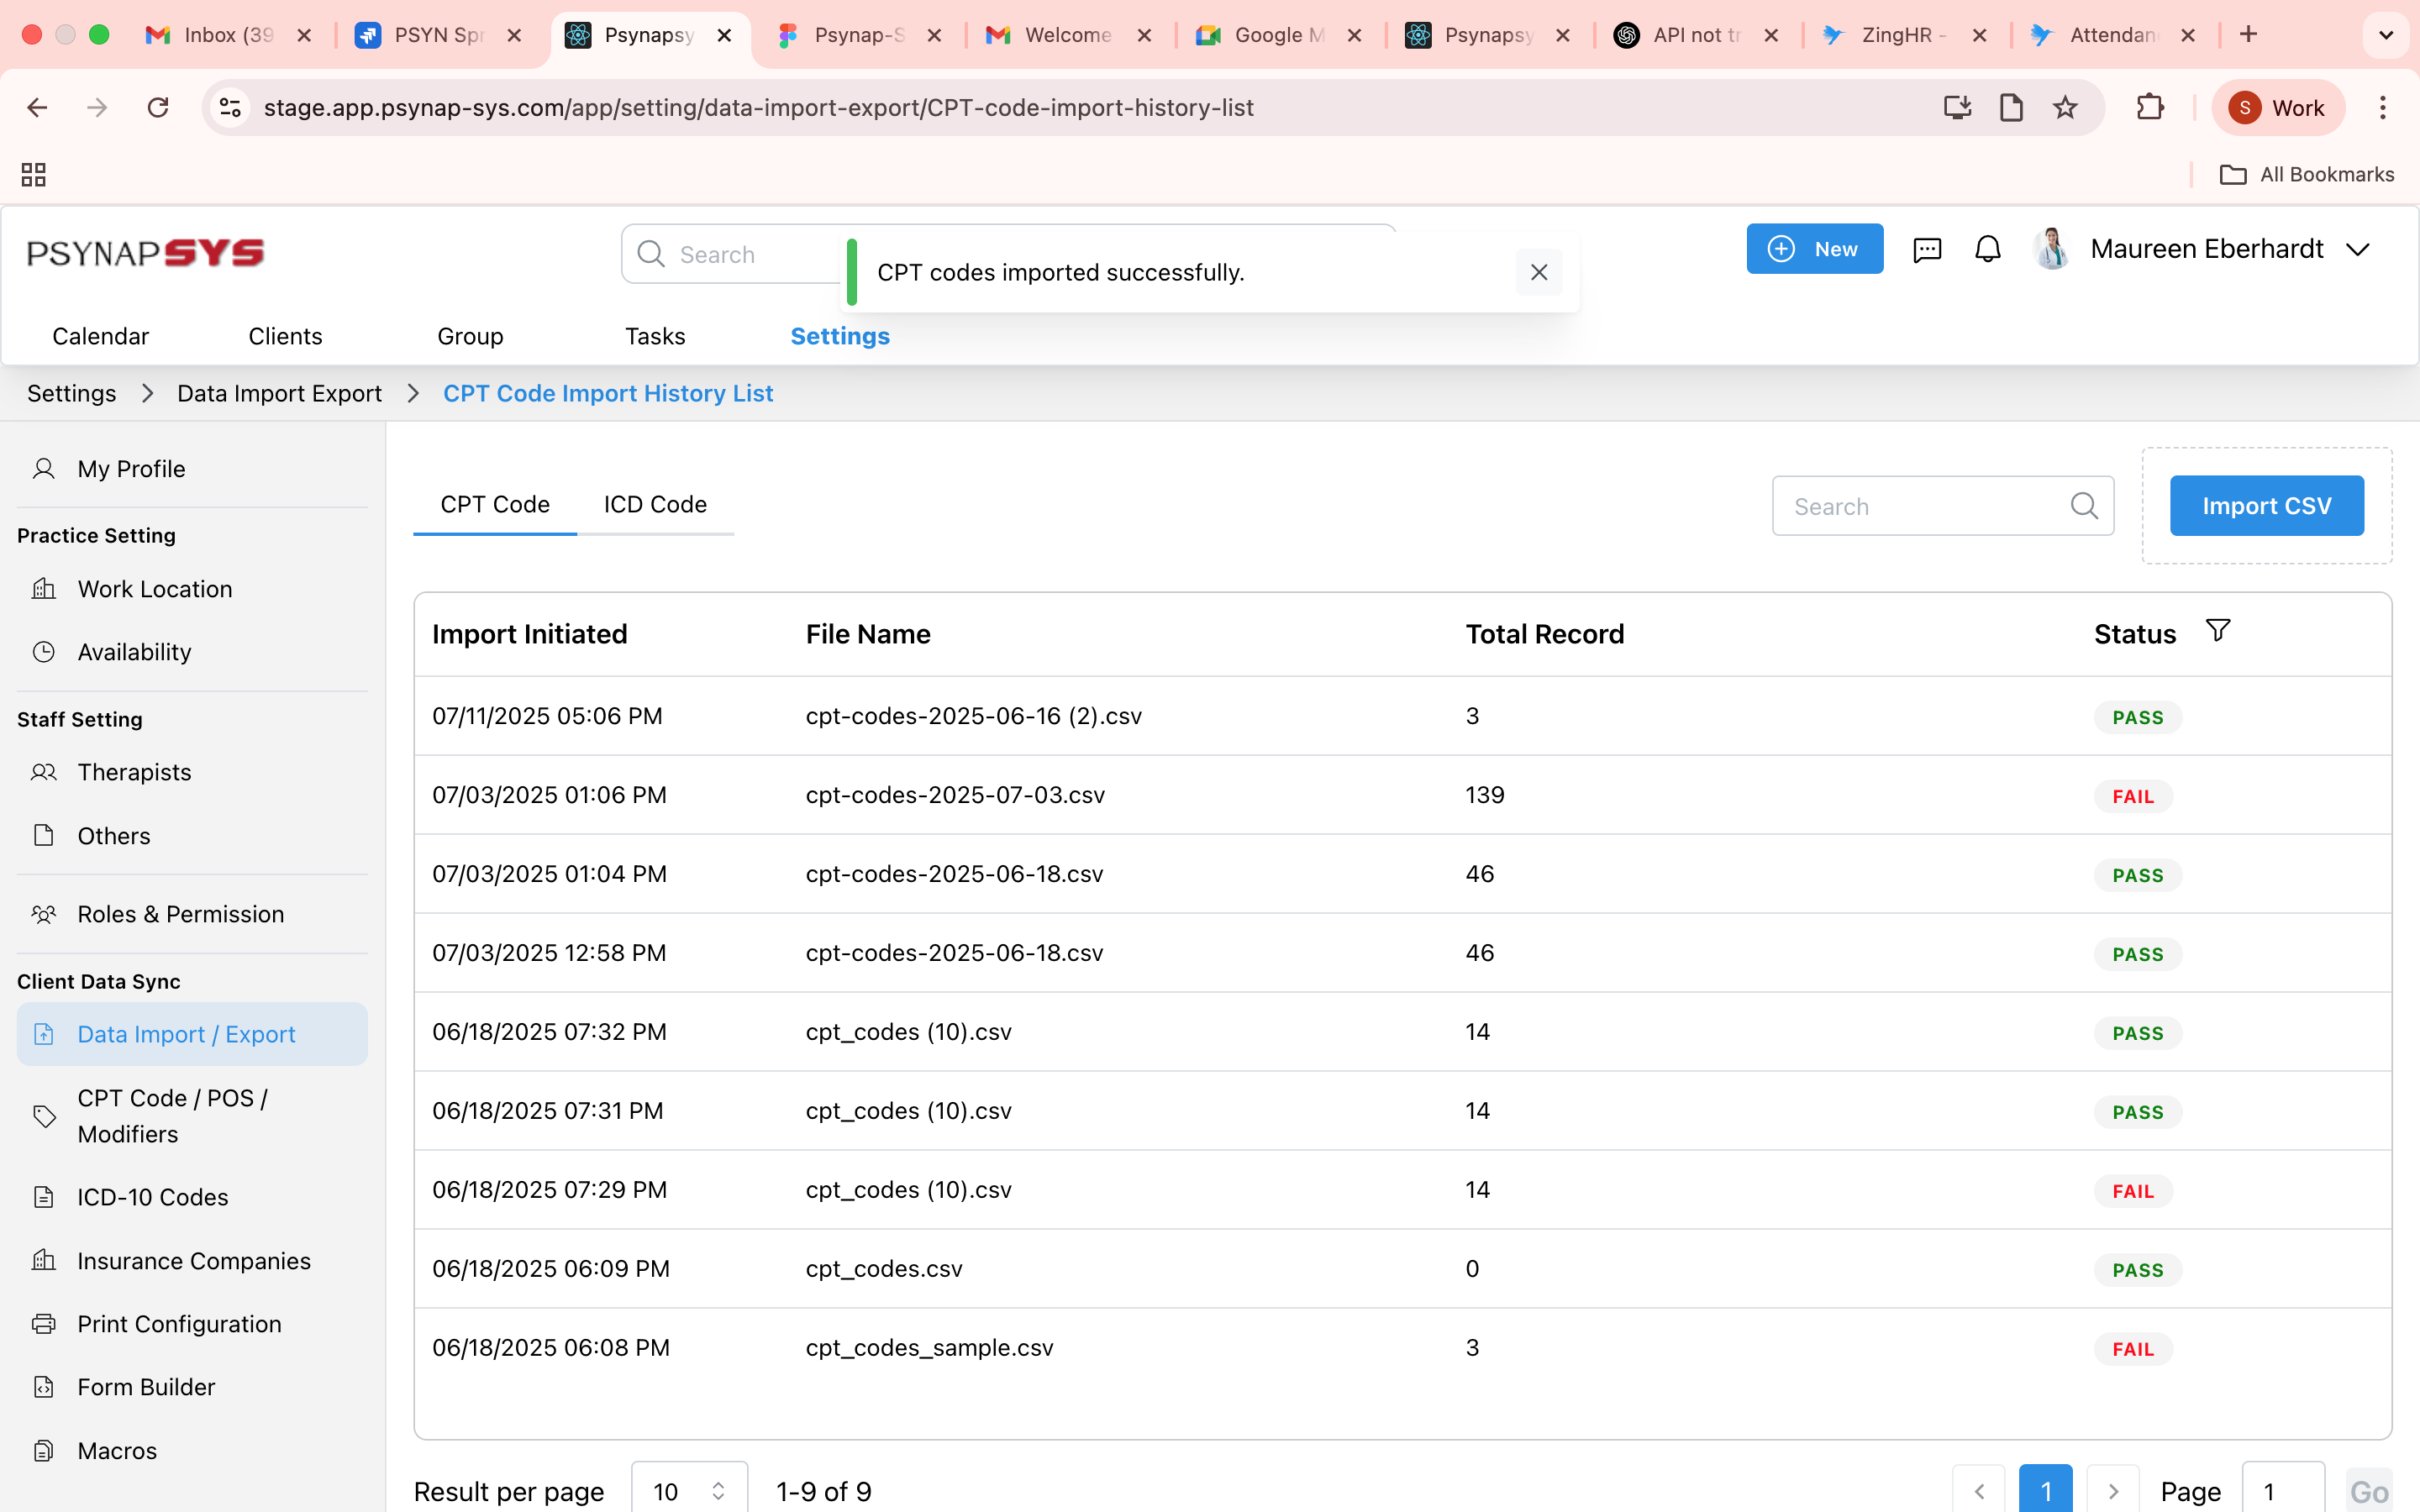 Inbox (39
PSYN Spr
Psynapsy
Psynap-S
Welcome
Google M
Psynapsy
API not tr
ZingHR -
Attendan
stage.app.psynap-sys.com/app/setting/data-import-export/CPT-code-import-history-list
S Work
All Bookmarks
PSYNAPSYS
Search
CPT codes imported successfully.
New
Maureen Eberhardt
Calendar Clients Group Tasks Settings
Settings Data Import Export CPT Code Import History List
My Profile
Practice Setting
Work Location
Availability
Staff Setting
Therapists
Others
Roles & Permission
Client Data Sync
Data Import / Export
CPT Code / POS /
Modifiers
ICD-10 Codes
Insurance Companies
Print Configuration
Form Builder
Macros
CPT Code ICD Code
Search
Import CSV
Import Initiated File Name Total Record Status
07/11/2025 05:06 PM cpt-codes-2025-06-16 (2).csv 3 PASS
07/03/2025 01:06 PM cpt-codes-2025-07-03.csv 139 FAIL
07/03/2025 01:04 PM cpt-codes-2025-06-18.csv 46 PASS
07/03/2025 12:58 PM cpt-codes-2025-06-18.csv 46 PASS
06/18/2025 07:32 PM cpt_codes (10).csv 14 PASS
06/18/2025 07:31 PM cpt_codes (10).csv 14 PASS
06/18/2025 07:29 PM cpt_codes (10).csv 14 FAIL
06/18/2025 06:09 PM cpt_codes.csv 0 PASS
06/18/2025 06:08 PM cpt_codes_sample.csv 3 FAIL
Result per page 10 1-9 of 9
1 Page 1 Go